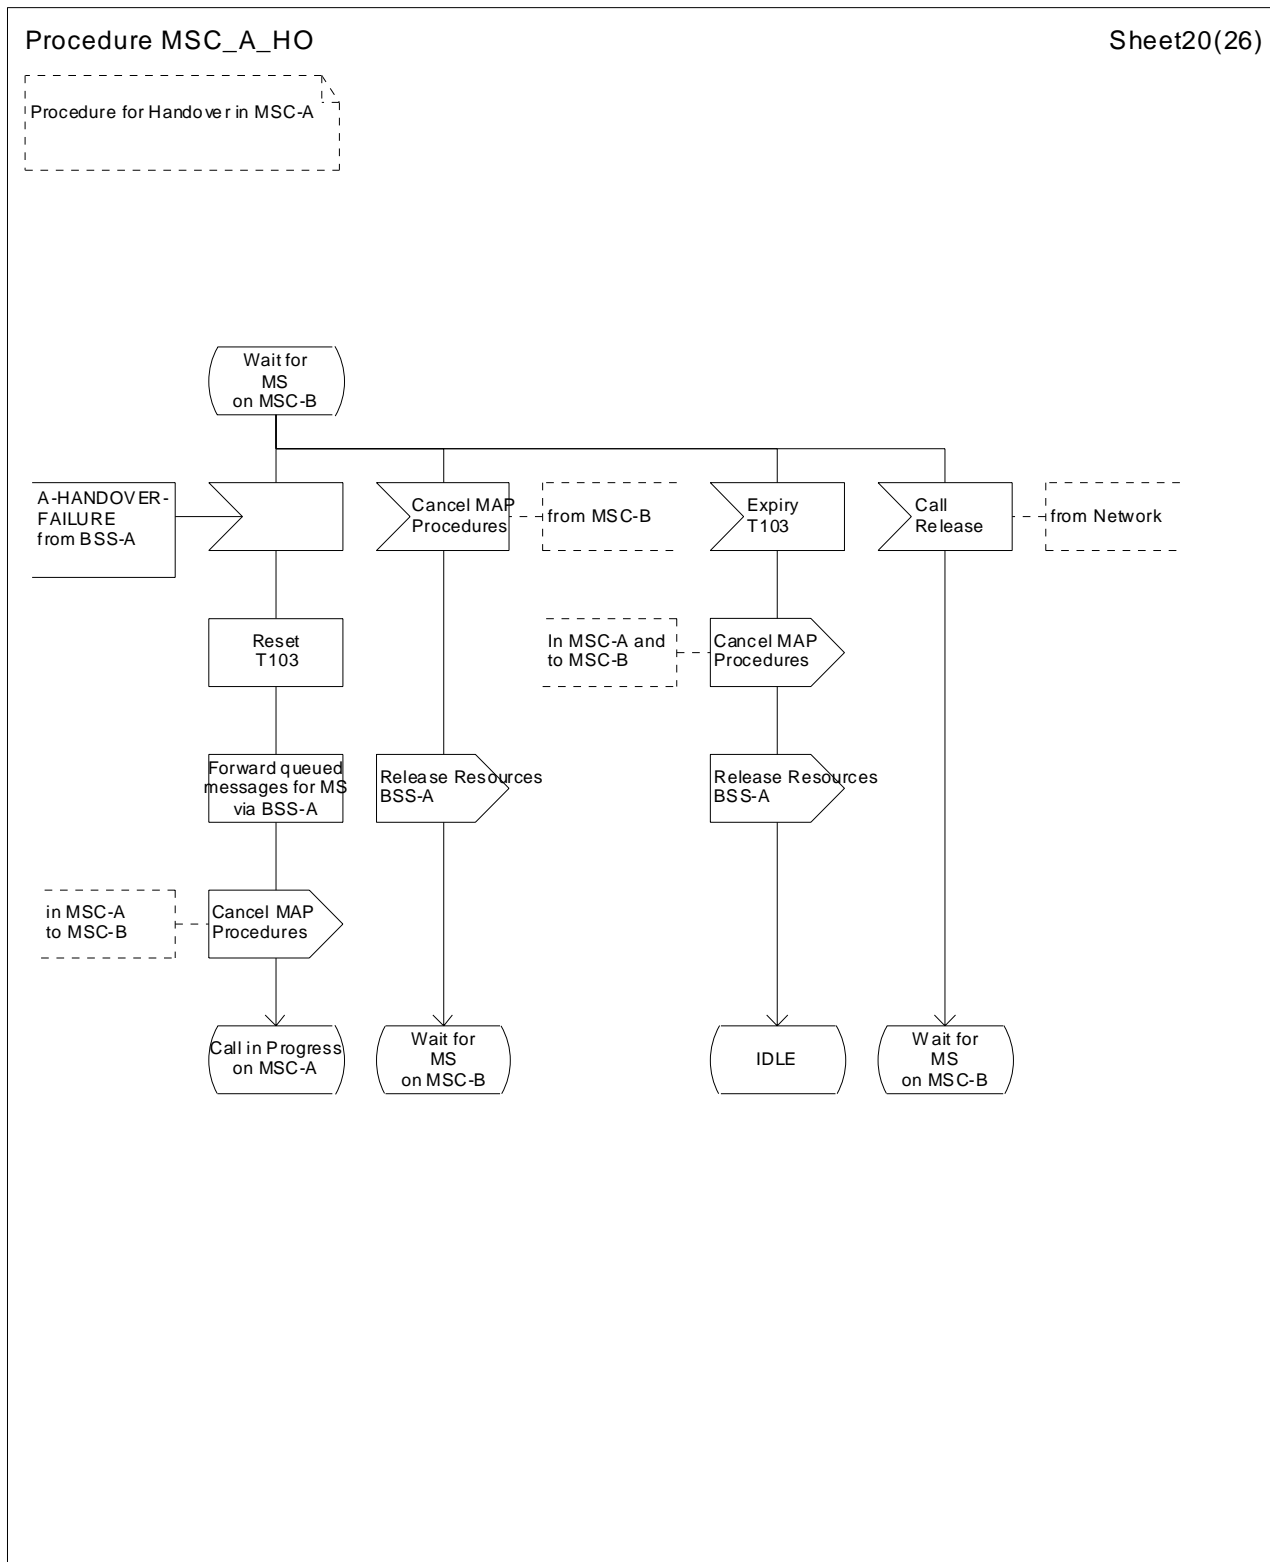 Procedure MSC_A_HO
Sheet20(26)
Procedure for Handover in MSC-A
Wait for
MS
on MSC-B
A-HANDOVER-
FAILURE
from BSS-A
Cancel MAP
Procedures
from MSC-B
Expiry
T103
Call
Release
from Network
Reset
T103
In MSC-A and
to MSC-B
Cancel MAP
Procedures
Forward queued
messages for MS
via BSS-A
Release Resources
BSS-A
Release Resources
BSS-A
in MSC-A
to MSC-B
Cancel MAP
Procedures
Call in Progress
on MSC-A
Wait for
MS
on MSC-B
IDLE
Wait for
MS
on MSC-B